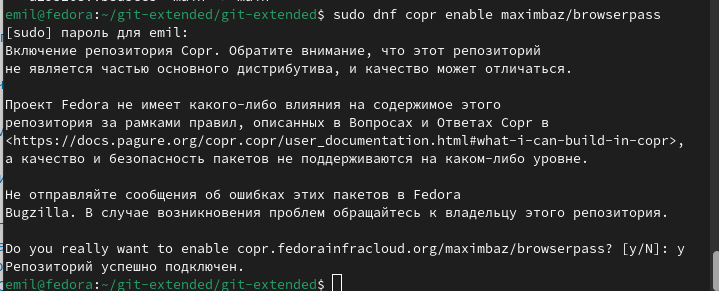 emil@fedora:~/git-extended/git-extended$ sudo dnf copr enable maximbaz/browserpass
[sudo] пароль для emil:
Включение репозитория Copr. Обратите внимание, что этот репозиторий
не является частью основного дистрибутива, и качество может отличаться.

Проект Fedora не имеет какого-либо влияния на содержимое этого
репозитория за рамками правил, описанных в Вопросах и Ответах Copr в
<https://docs.pagure.org/copr.copr/user_documentation.html#what-i-can-build-in-copr>,
а качество и безопасность пакетов не поддерживаются на каком-либо уровне.

Не отправляйте сообщения об ошибках этих пакетов в Fedora
Bugzilla. В случае возникновения проблем обращайтесь к владельцу этого репозитория.

Do you really want to enable copr.fedorainfracloud.org/maximbaz/browserpass? [y/N]: y
Репозиторий успешно подключен.
emil@fedora:~/git-extended/git-extended$